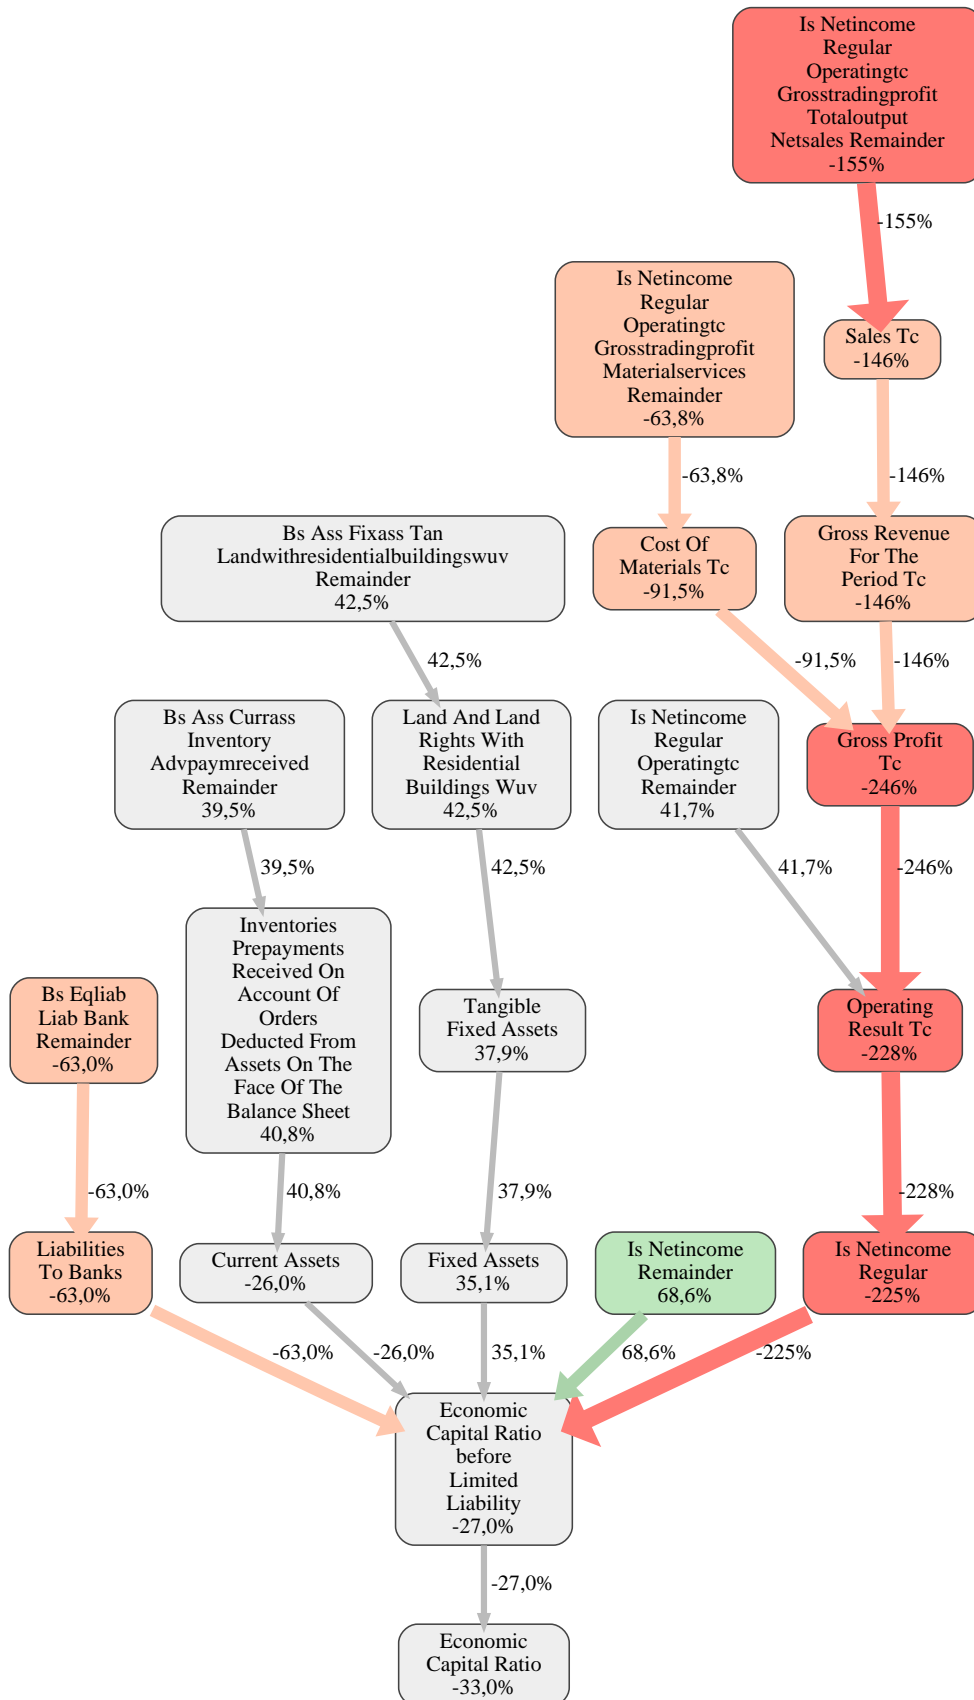 Is Netincome
Regular
Operatingtc
Grosstradingprofit
Totaloutput
Netsales Remainder
-155%
-155%
Is Netincome
Regular
Operatingtc
Grosstradingprofit
Materialservices
Remainder
-63,8%
Sales Tc
-146%
-63,8%
-146%
Bs Ass Fixass Tan
Landwithresidentialbuildingswuv
Remainder
42,5%
Cost Of
Materials Tc
-91,5%
Gross Revenue
For The
Period Tc
-146%
42,5%
-91,5%
-146%
Bs Ass Currass
Inventory
Advpaymreceived
Remainder
39,5%
Land And Land
Rights With
Residential
Buildings Wuv
42,5%
Is Netincome
Regular
Operatingtc
Remainder
41,7%
Gross Profit
Tc
-246%
39,5%
42,5%
41,7%
-246%
Bs Eqliab
Liab Bank
Remainder
-63,0%
Inventories
Prepayments
Received On
Account Of
Orders
Deducted From
Assets On The
Face Of The
Balance Sheet
40,8%
Tangible
Fixed Assets
37,9%
Operating
Result Tc
-228%
-63,0%
40,8%
37,9%
-228%
Liabilities
To Banks
-63,0%
Current Assets
-26,0%
Fixed Assets
35,1%
Is Netincome
Remainder
68,6%
Is Netincome
Regular
-225%
-63,0%
-26,0%
35,1%
68,6%
-225%
Economic
Capital Ratio
before
Limited
Liability
-27,0%
-27,0%
Economic
Capital Ratio
-33,0%